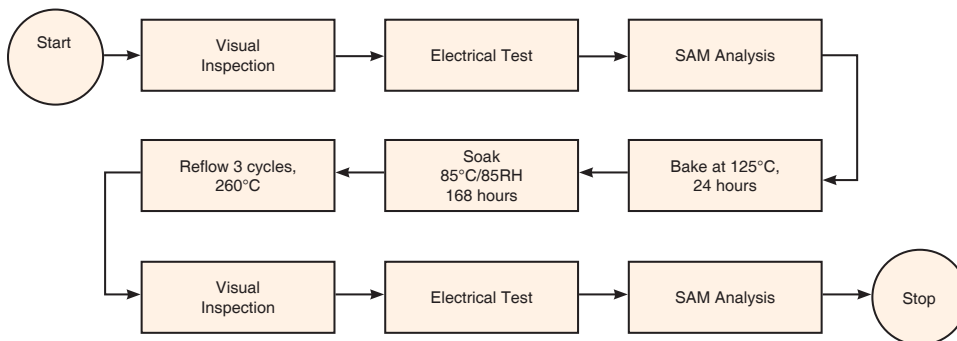 Start
Visual
Inspection
Electrical Test
SAM Analysis
Bake at 125°C,
24 hours
Soak
85°C/85RH
168 hours
Reflow 3 cycles,
260°C
Visual
Inspection
Electrical Test
SAM Analysis
Stop